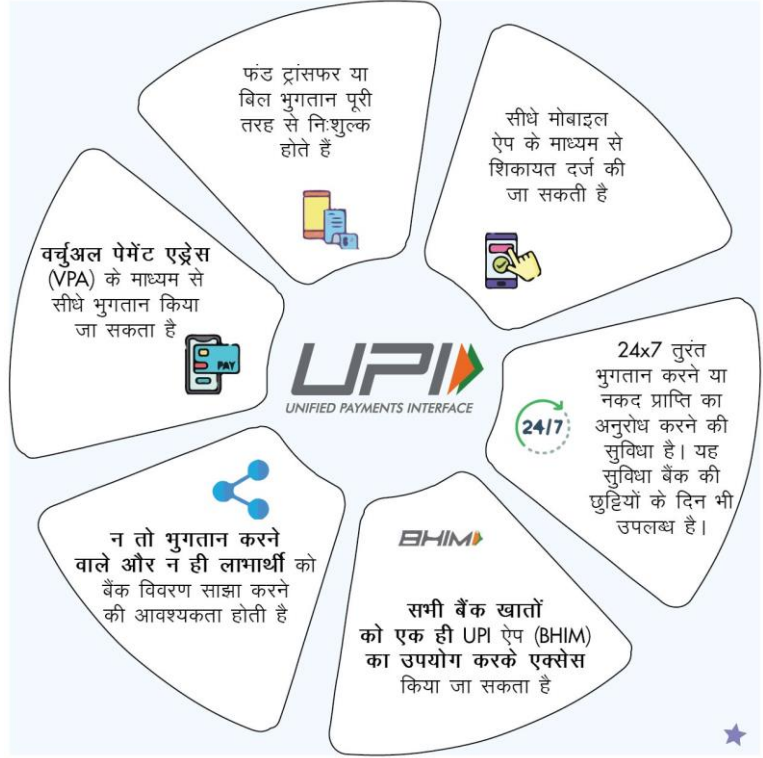 फंड ट्रांसफर या
बिल भुगतान पूरी
तरह से निःशुल्क
होते हैं
सीधे मोबाइल
ऐप के माध्यम से
शिकायत दर्ज की
जा सकती है
वर्चुअल पेमेंट एड्रेस
(VPA) के माध्यम से
सीधे भुगतान किया
जा सकता है
PAY
UPI
UNIFIED PAYMENTS INTERFACE
24/7
24x7 तुरंत
भुगतान करने या
नकद प्राप्ति का
अनुरोध करने की
सुविधा है। यह
सुविधा बैंक की
छुट्टियों के दिन भी
उपलब्ध है।
न तो भुगतान करने
वाले और न ही लाभार्थी को
बैंक विवरण साझा करने
की आवश्यकता होती है
BHIM
सभी बैंक खातों
को एक ही UPI ऐप (BHIM)
का उपयोग करके एक्सेस
किया जा सकता है